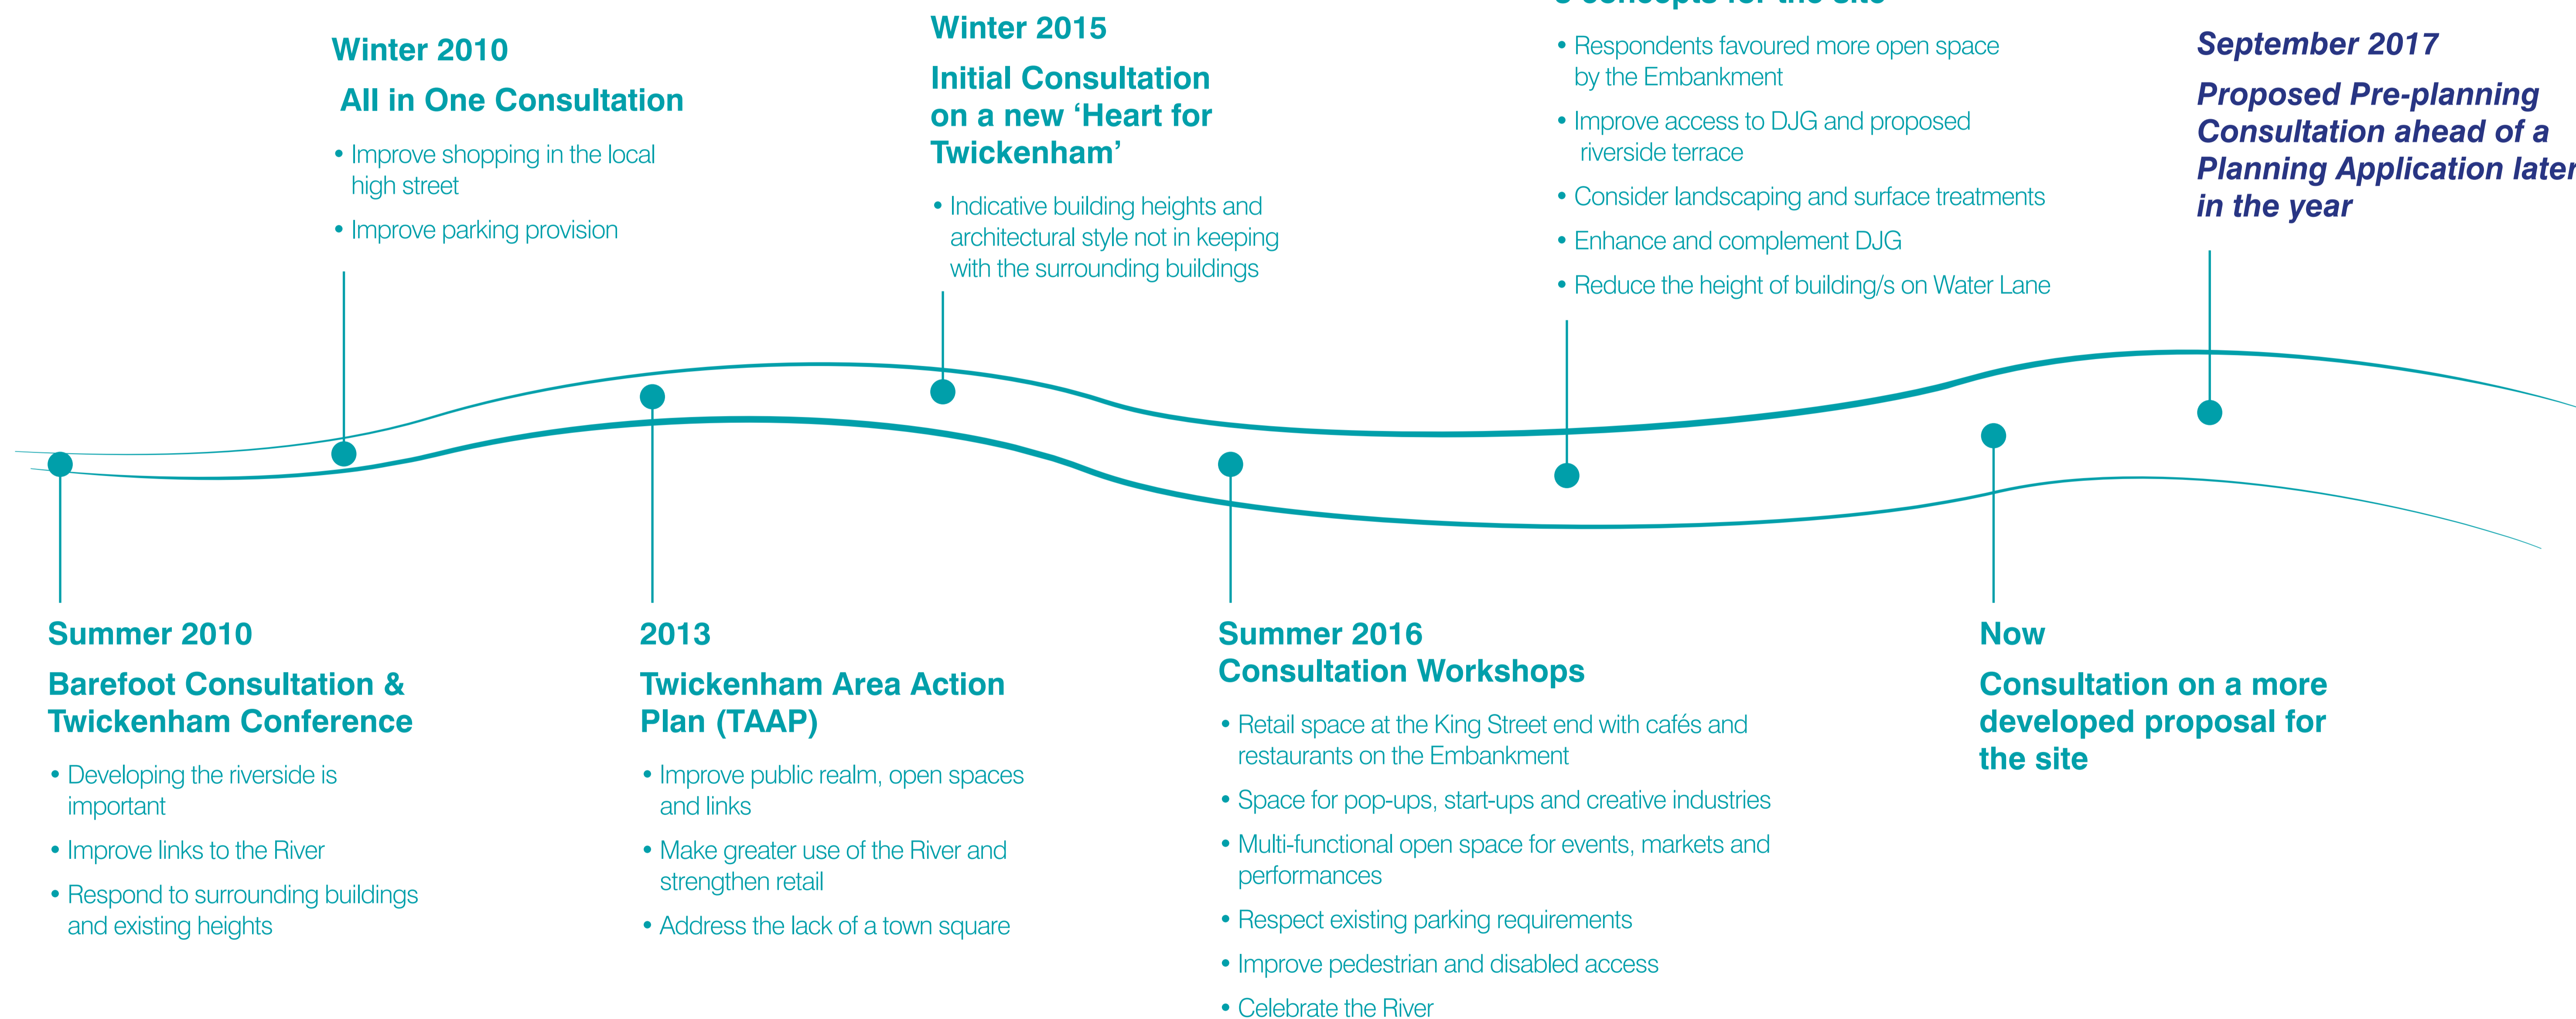 Winter 2010
All in One Consultation
• Improve shopping in the local
high street
• Improve parking provision
Winter 2015
Initial Consultation
on a new ‘Heart for
Twickenham’
• Indicative building heights and
architectural style not in keeping
with the surrounding buildings
concepts for the site
• Respondents favoured more open space
by the Embankment
• Improve access to DJG and proposed
riverside terrace
• Consider landscaping and surface treatments
• Enhance and complement DJG
• Reduce the height of building/s on Water Lane
September 2017
Proposed Pre-planning
Consultation ahead of a
Planning Application later
in the year
Summer 2010
Barefoot Consultation &
Twickenham Conference
• Developing the riverside is
important
• Improve links to the River
• Respond to surrounding buildings
and existing heights
2013
Twickenham Area Action
Plan (TAAP)
• Improve public realm, open spaces
and links
• Make greater use of the River and
strengthen retail
• Address the lack of a town square
Summer 2016
Consultation Workshops
• Retail space at the King Street end with cafés and
restaurants on the Embankment
• Space for pop-ups, start-ups and creative industries
• Multi-functional open space for events, markets and
performances
• Respect existing parking requirements
• Improve pedestrian and disabled access
• Celebrate the River
Now
Consultation on a more
developed proposal for
the site